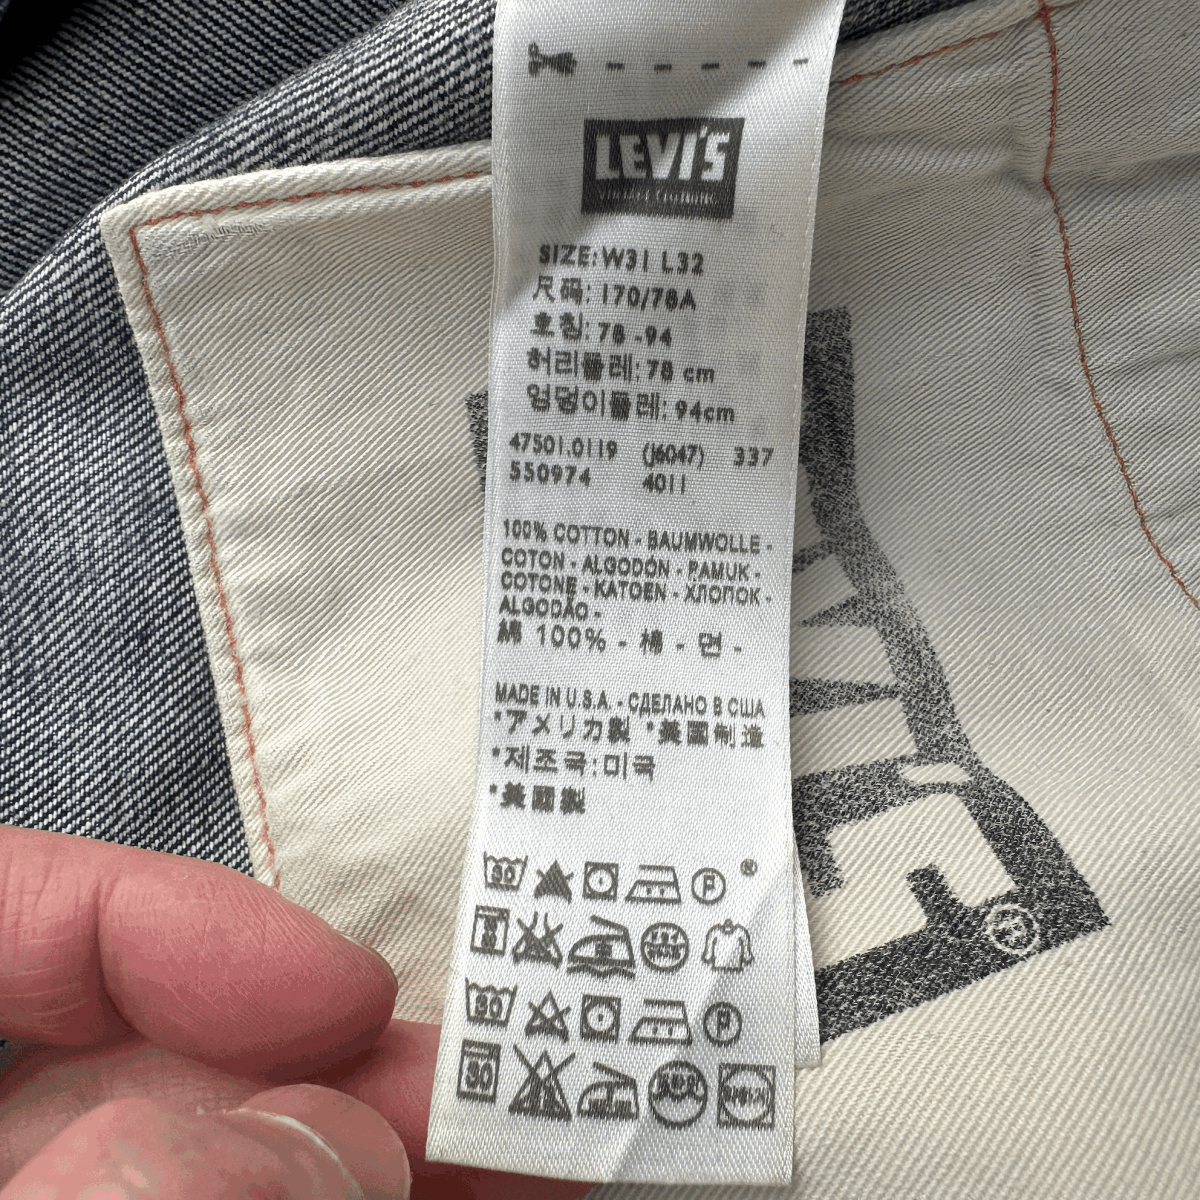 LEVI'S
SIZE:W31 L32
尺码: 170/78A
호칭: 78 -94
허리둘레: 78 cm
엉덩이둘레: 94cm
47501.0119 (J6047) 337
550974 4011
100% COTTON - BAUMWOLLE -
COTON - ALGODÓN - PAMUK -
COTONE - KATOEN - ХЛОПОК -
ALGODÃO -
綿 100% - 棉 - 면 -
MADE IN U.S.A. - СДЕЛАНО В США
*アメリカ製 *美國制造
*제조국:미국
*美國製
30 P ®
30 P
30